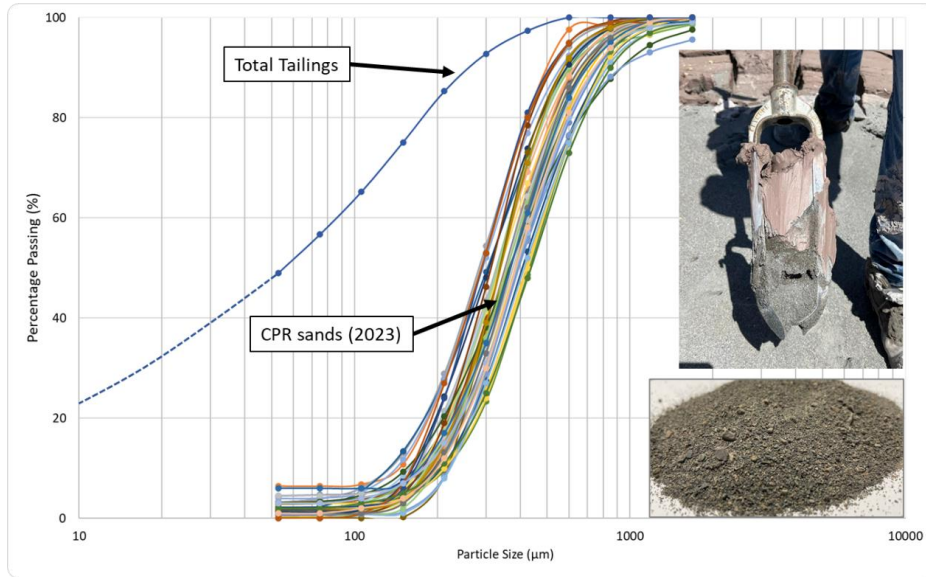 100
80
60
40
20
0
Percentage Passing (%)
Total Tailings
CPR sands (2023)
10
100
1000
10000
Particle Size (µm)